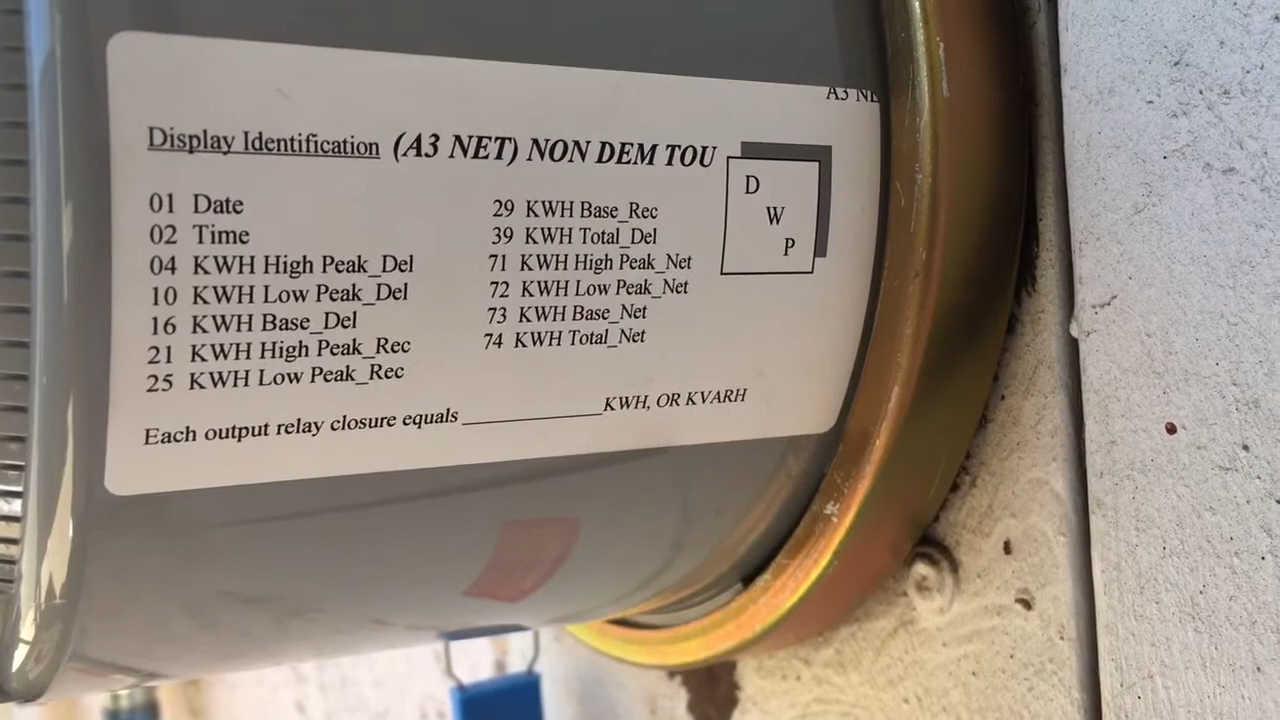 A3 NE
Display Identification (A3 NET) NON DEM TOU
01 Date
02 Time
04 KWH High Peak_Del
10 KWH Low Peak_Del
16 KWH Base_Del
21 KWH High Peak_Rec
25 KWH Low Peak_Rec
29 KWH Base_Rec
39 KWH Total_Del
71 KWH High Peak_Net
72 KWH Low Peak_Net
73 KWH Base_Net
74 KWH Total_Net
D
W
P
Each output relay closure equals ____________KWH, OR KVARH